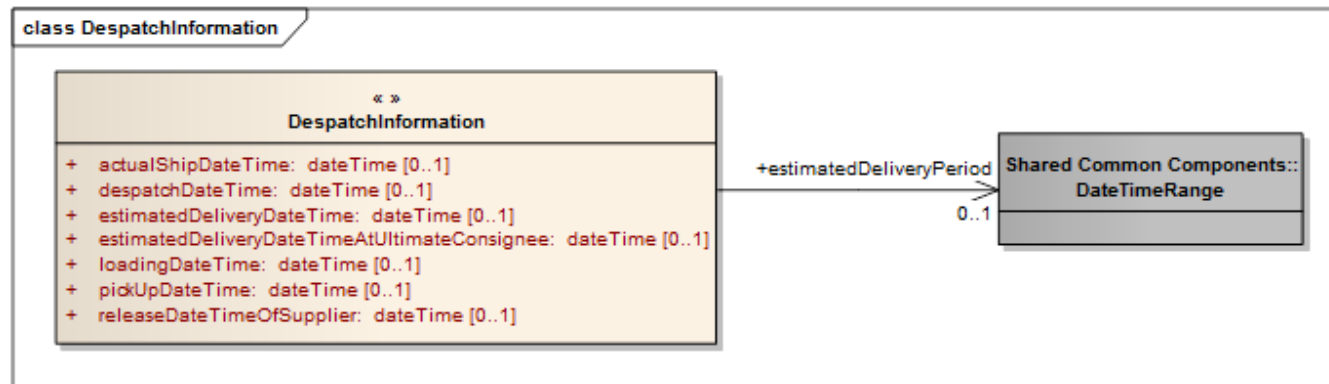 class DespatchInformation
« »
DespatchInformation
+ actualShipDateTime: dateTime [0..1]
+ despatchDateTime: dateTime [0..1]
+ estimatedDeliveryDateTime: dateTime [0..1]
+ estimatedDeliveryDateTimeAtUltimateConsignee: dateTime [0..1]
+ loadingDateTime: dateTime [0..1]
+ pickUpDateTime: dateTime [0..1]
+ releaseDateTimeOfSupplier: dateTime [0..1]
+estimatedDeliveryPeriod
0..1
Shared Common Components::
DateTimeRange